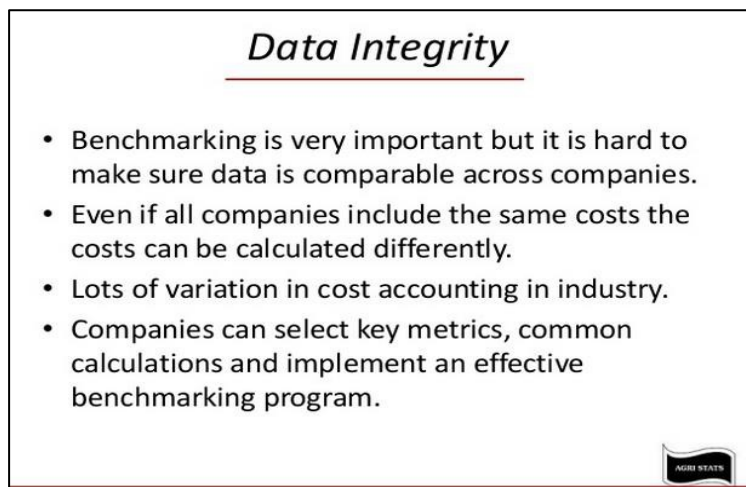 Data Integrity
• Benchmarking is very important but it is hard to
make sure data is comparable across companies.
• Even if all companies include the same costs the
costs can be calculated differently.
• Lots of variation in cost accounting in industry.
• Companies can select key metrics, common
calculations and implement an effective
benchmarking program.
AGRI STATS